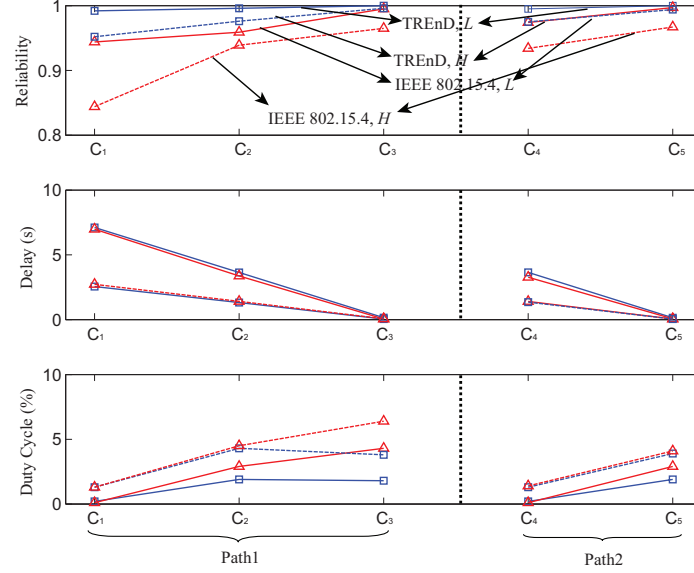 1
TREnD, L
0.9
TREnD, H
IEEE 802.15.4, L
IEEE 802.15.4, H
0.8
Reliability
C1 C2 C3 C4 C5
10
5
0
Delay (s)
C1 C2 C3 C4 C5
10
5
0
Duty Cycle (%)
C1 C2 C3 C4 C5
Path1 Path2